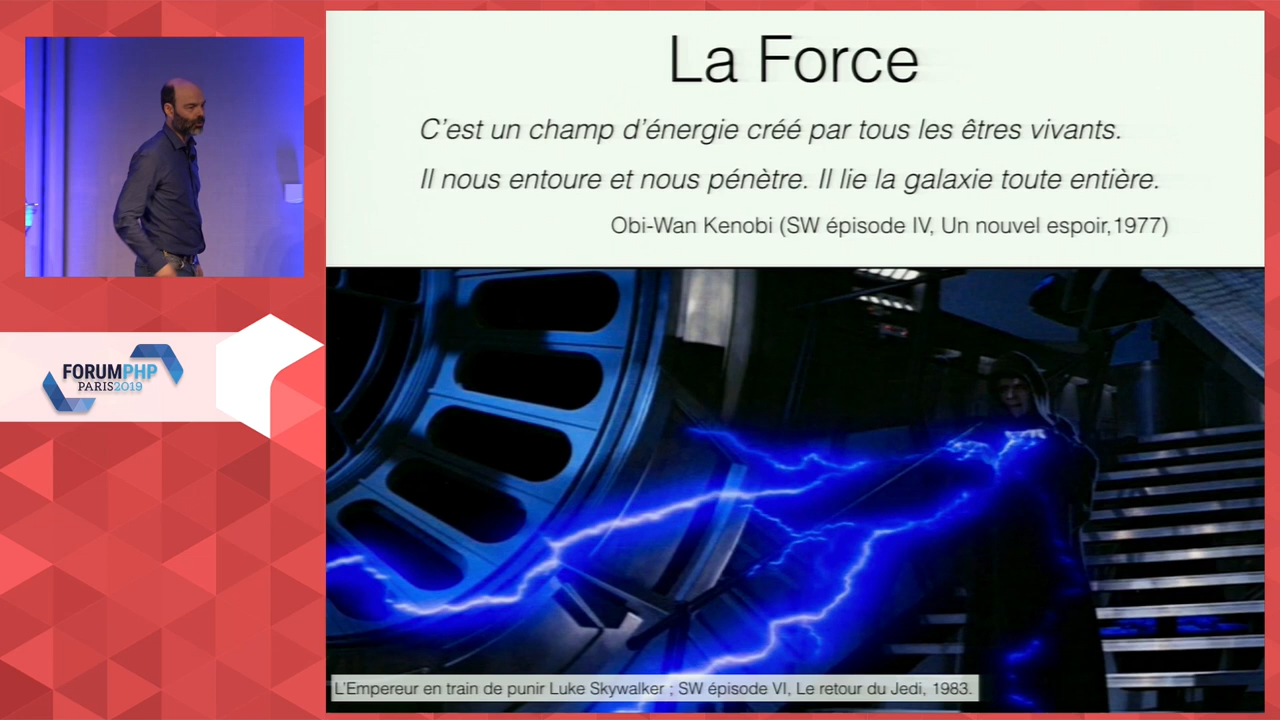 La Force
C’est un champ d’énergie créé par tous les êtres vivants.
Il nous entoure et nous pénètre. Il lie la galaxie toute entière.
Obi-Wan Kenobi (SW épisode IV, Un nouvel espoir,1977)
FORUMPHP
PARIS2019
L’Empereur en train de punir Luke Skywalker ; SW épisode VI, Le retour du Jedi, 1983.